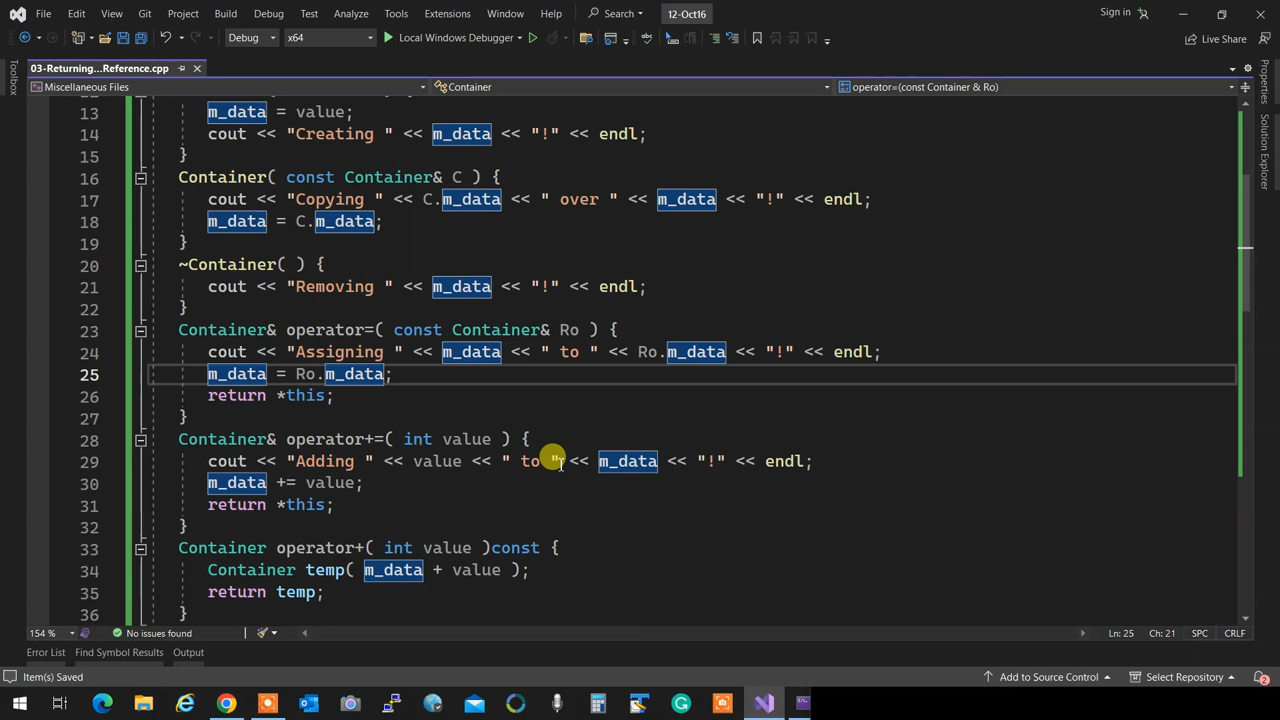 File Edit View Git Project Build Debug Test Analyze Tools Extensions Window Help Search 12-Oct16 Sign in
Debug x64 Local Windows Debugger Live Share
03-Returning...Reference.cpp
Miscellaneous Files Container operator=(const Container & Ro)
Toolbox
Properties
Solution Explorer
13 m_data = value;
14 cout << "Creating " << m_data << "!" << endl;
15 }
16 Container( const Container& C ) {
17 cout << "Copying " << C.m_data << " over " << m_data << "!" << endl;
18 m_data = C.m_data;
19 }
20 ~Container( ) {
21 cout << "Removing " << m_data << "!" << endl;
22 }
23 Container& operator=( const Container& Ro ) {
24 cout << "Assigning " << m_data << " to " << Ro.m_data << "!" << endl;
25 m_data = Ro.m_data;
26 return *this;
27 }
28 Container& operator+=( int value ) {
29 cout << "Adding " << value << " to " << m_data << "!" << endl;
30 m_data += value;
31 return *this;
32 }
33 Container operator+( int value )const {
34 Container temp( m_data + value );
35 return temp;
36 }
154 % No issues found Ln: 25 Ch: 21 SPC CRLF
Error List Find Symbol Results Output
Item(s) Saved Add to Source Control Select Repository 2